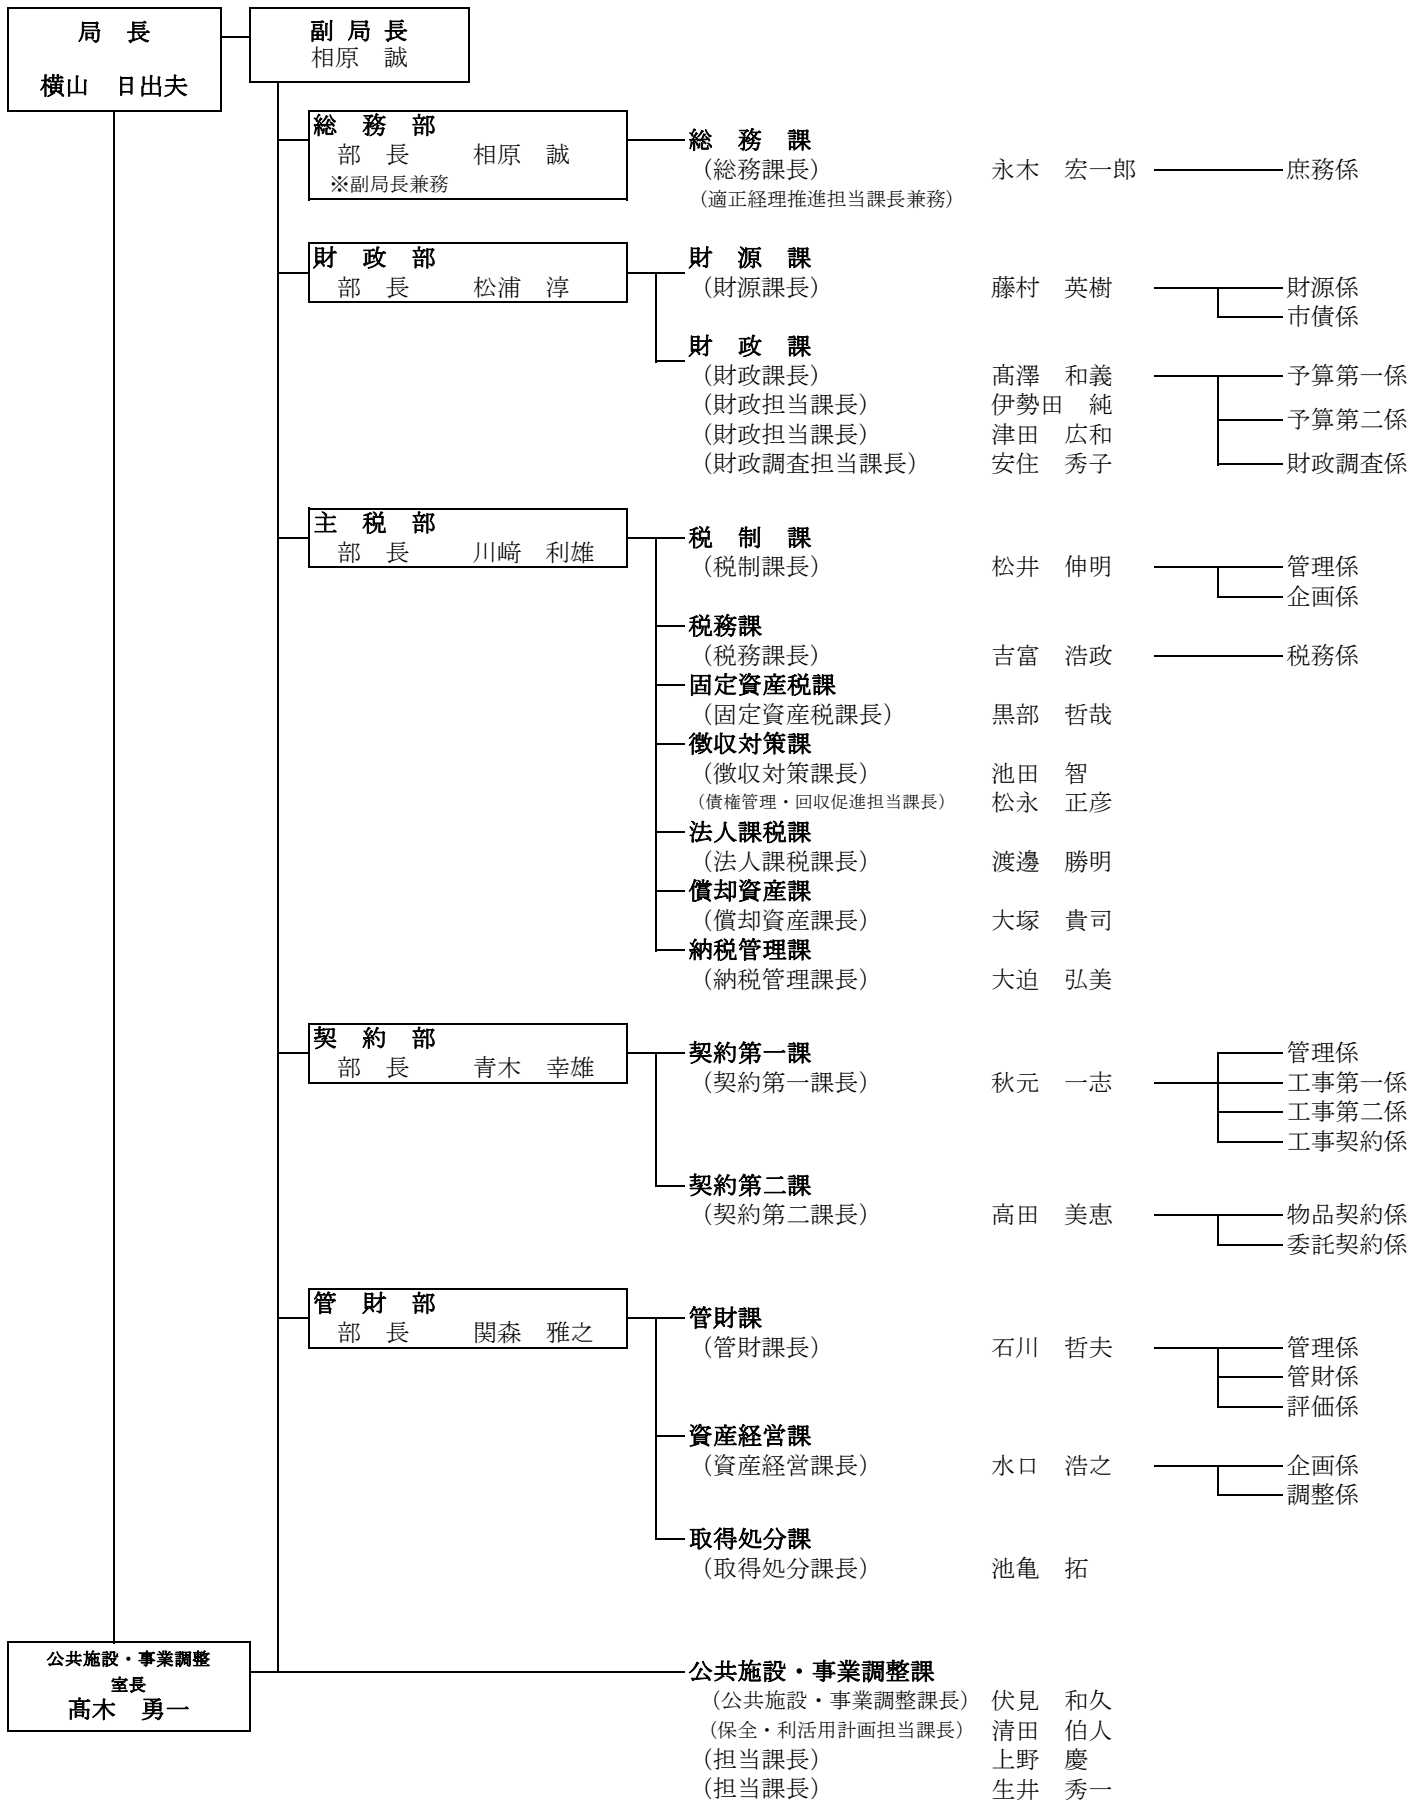 局　長
横山　日出夫
副 局 長
相原　誠
総　務　部
部　長　　相原　誠
※副局長兼務
総　務　課
（総務課長）　永木　宏一郎　庶務係
（適正経理推進担当課長兼務）
財　政　部
部　長　　松浦　淳
財　源　課
（財源課長）　藤村　英樹　財源係
市債係
財　政　課
（財政課長）　髙澤　和義　予算第一係
（財政担当課長）　伊勢田　純
予算第二係
（財政担当課長）　津田　広和
（財政調査担当課長）　安住　秀子　財政調査係
主　税　部
部　長　　川﨑　利雄
税　制　課
（税制課長）　松井　伸明　管理係
企画係
税務課
（税務課長）　吉富　浩政　税務係
固定資産税課
（固定資産税課長）　黒部　哲哉
徴収対策課
（徴収対策課長）　池田　智
（債権管理・回収促進担当課長）　松永　正彦
法人課税課
（法人課税課長）　渡邊　勝明
償却資産課
（償却資産課長）　大塚　貴司
納税管理課
（納税管理課長）　大迫　弘美
契　約　部
部　長　　青木　幸雄
契約第一課　管理係
（契約第一課長）　秋元　一志　工事第一係
工事第二係
工事契約係
契約第二課
（契約第二課長）　高田　美恵　物品契約係
委託契約係
管　財　部
部　長　　関森　雅之
管財課
（管財課長）　石川　哲夫　管理係
管財係
評価係
資産経営課
（資産経営課長）　水口　浩之　企画係
調整係
取得処分課
（取得処分課長）　池亀　拓
公共施設・事業調整
室長
髙木　勇一
公共施設・事業調整課
（公共施設・事業調整課長）　伏見　和久
（保全・利活用計画担当課長）　清田　伯人
（担当課長）　上野　慶
（担当課長）　生井　秀一